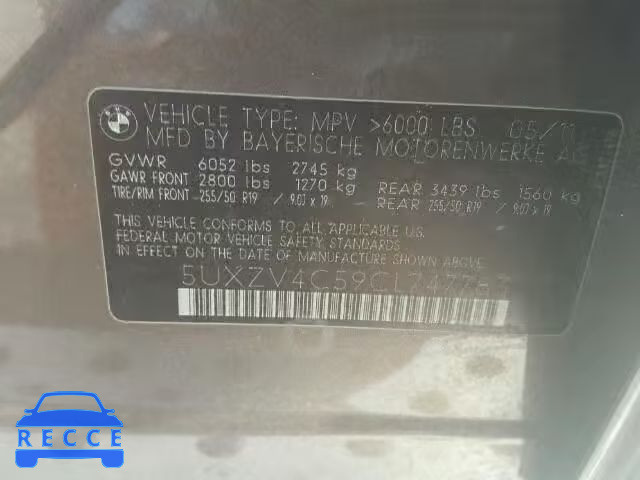 BMW
VEHICLE TYPE: MPV >6000 LBS 05/11
MFD BY BAYERISCHE MOTORENWERKE AG
GVWR 6052 lbs 2745 kg
GAWR FRONT 2800 lbs 1270 kg REAR 3439 lbs 1560 kg
TIRE/RIM FRONT - 255/50 R19 / 9.0J x 19 REAR 255/50 R19 / 9.0J x 19
THIS VEHICLE CONFORMS TO ALL APPLICABLE U.S.
FEDERAL MOTOR VEHICLE SAFETY STANDARDS
IN EFFECT ON THE DATE OF MANUFACTURE SHOWN ABOVE.
RECCE